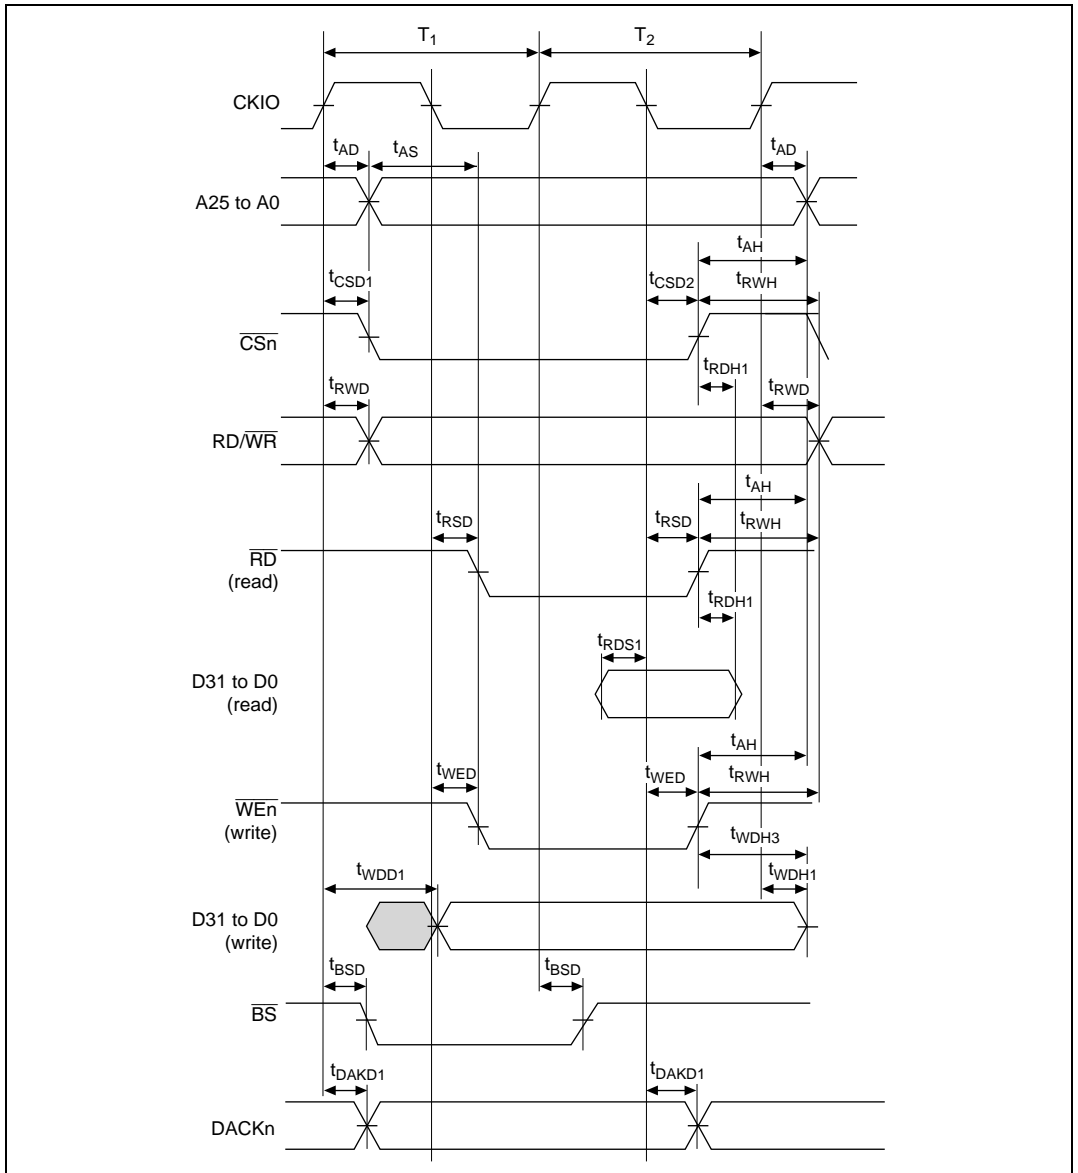 T1 T2
CKIO
tAD tAS tAD
A25 to A0
tAH
tCSD1 tCSD2 tRWH
CSn
tRDH1
tRWD tRWD
RD/WR
tAH
tRSD tRSD tRWH
RD
(read)
tRDH1
tRDS1
D31 to D0
(read)
tAH
tWED tWED tRWH
WEn
(write)
tWDH3
tWDD1 tWDH1
D31 to D0
(write)
tBSD tBSD
BS
tDAKD1 tDAKD1
DACKn